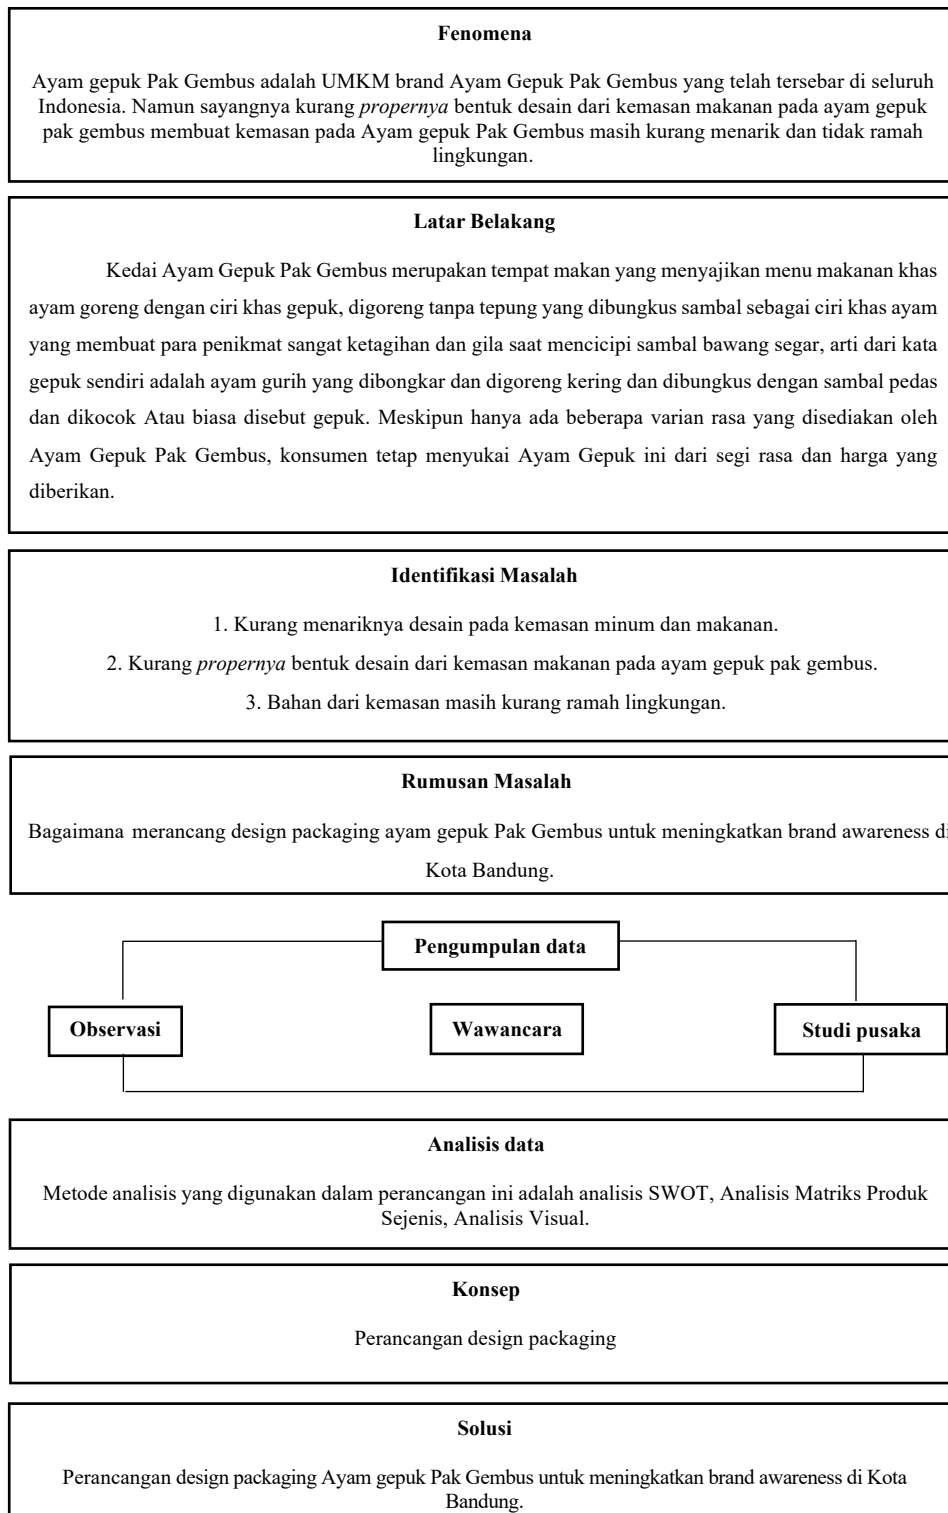 Fenomena
Ayam gepuk Pak Gembus adalah UMKM brand Ayam Gepuk Pak Gembus yang telah tersebar di seluruh
Indonesia. Namun sayangnya kurang propernya bentuk desain dari kemasan makanan pada ayam gepuk
pak gembus membuat kemasan pada Ayam gepuk Pak Gembus masih kurang menarik dan tidak ramah
lingkungan.
Latar Belakang
Kedai Ayam Gepuk Pak Gembus merupakan tempat makan yang menyajikan menu makanan khas
ayam goreng dengan ciri khas gepuk, digoreng tanpa tepung yang dibungkus sambal sebagai ciri khas ayam
yang membuat para penikmat sangat ketagihan dan gila saat mencicipi sambal bawang segar, arti dari kata
gepuk sendiri adalah ayam gurih yang dibongkar dan digoreng kering dan dibungkus dengan sambal pedas
dan dikocok Atau biasa disebut gepuk. Meskipun hanya ada beberapa varian rasa yang disediakan oleh
Ayam Gepuk Pak Gembus, konsumen tetap menyukai Ayam Gepuk ini dari segi rasa dan harga yang
diberikan.
Identifikasi Masalah
1. Kurang menariknya desain pada kemasan minum dan makanan.
2. Kurang propernya bentuk desain dari kemasan makanan pada ayam gepuk pak gembus.
3. Bahan dari kemasan masih kurang ramah lingkungan.
Rumusan Masalah
Bagaimana merancang design packaging ayam gepuk Pak Gembus untuk meningkatkan brand awareness di
Kota Bandung.
Pengumpulan data
Observasi
Wawancara
Studi pusaka
Analisis data
Metode analisis yang digunakan dalam perancangan ini adalah analisis SWOT, Analisis Matriks Produk
Sejenis, Analisis Visual.
Konsep
Perancangan design packaging
Solusi
Perancangan design packaging Ayam gepuk Pak Gembus untuk meningkatkan brand awareness di Kota
Bandung.